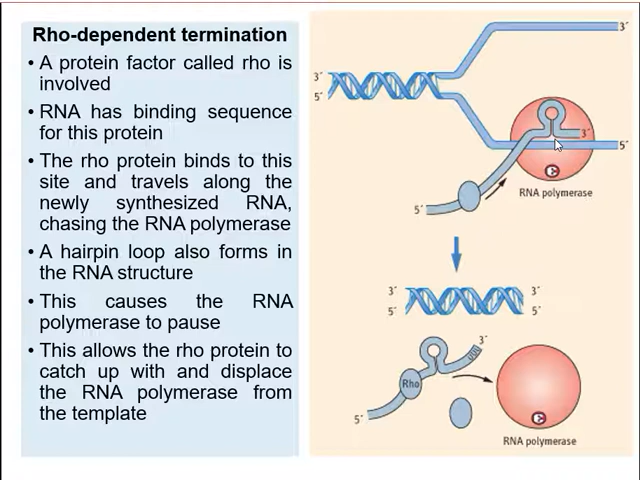 Rho-dependent termination
• A protein factor called rho is
involved
• RNA has binding sequence
for this protein
• The rho protein binds to this
site and travels along the
newly synthesized RNA,
chasing the RNA polymerase
• A hairpin loop also forms in
the RNA structure
• This causes the RNA
polymerase to pause
• This allows the rho protein to
catch up with and displace
the RNA polymerase from
the template
3´
3´
5´
3´
5´
RNA polymerase
5´
3´ 3´
5´ 5´
3´
Rho
5´
RNA polymerase